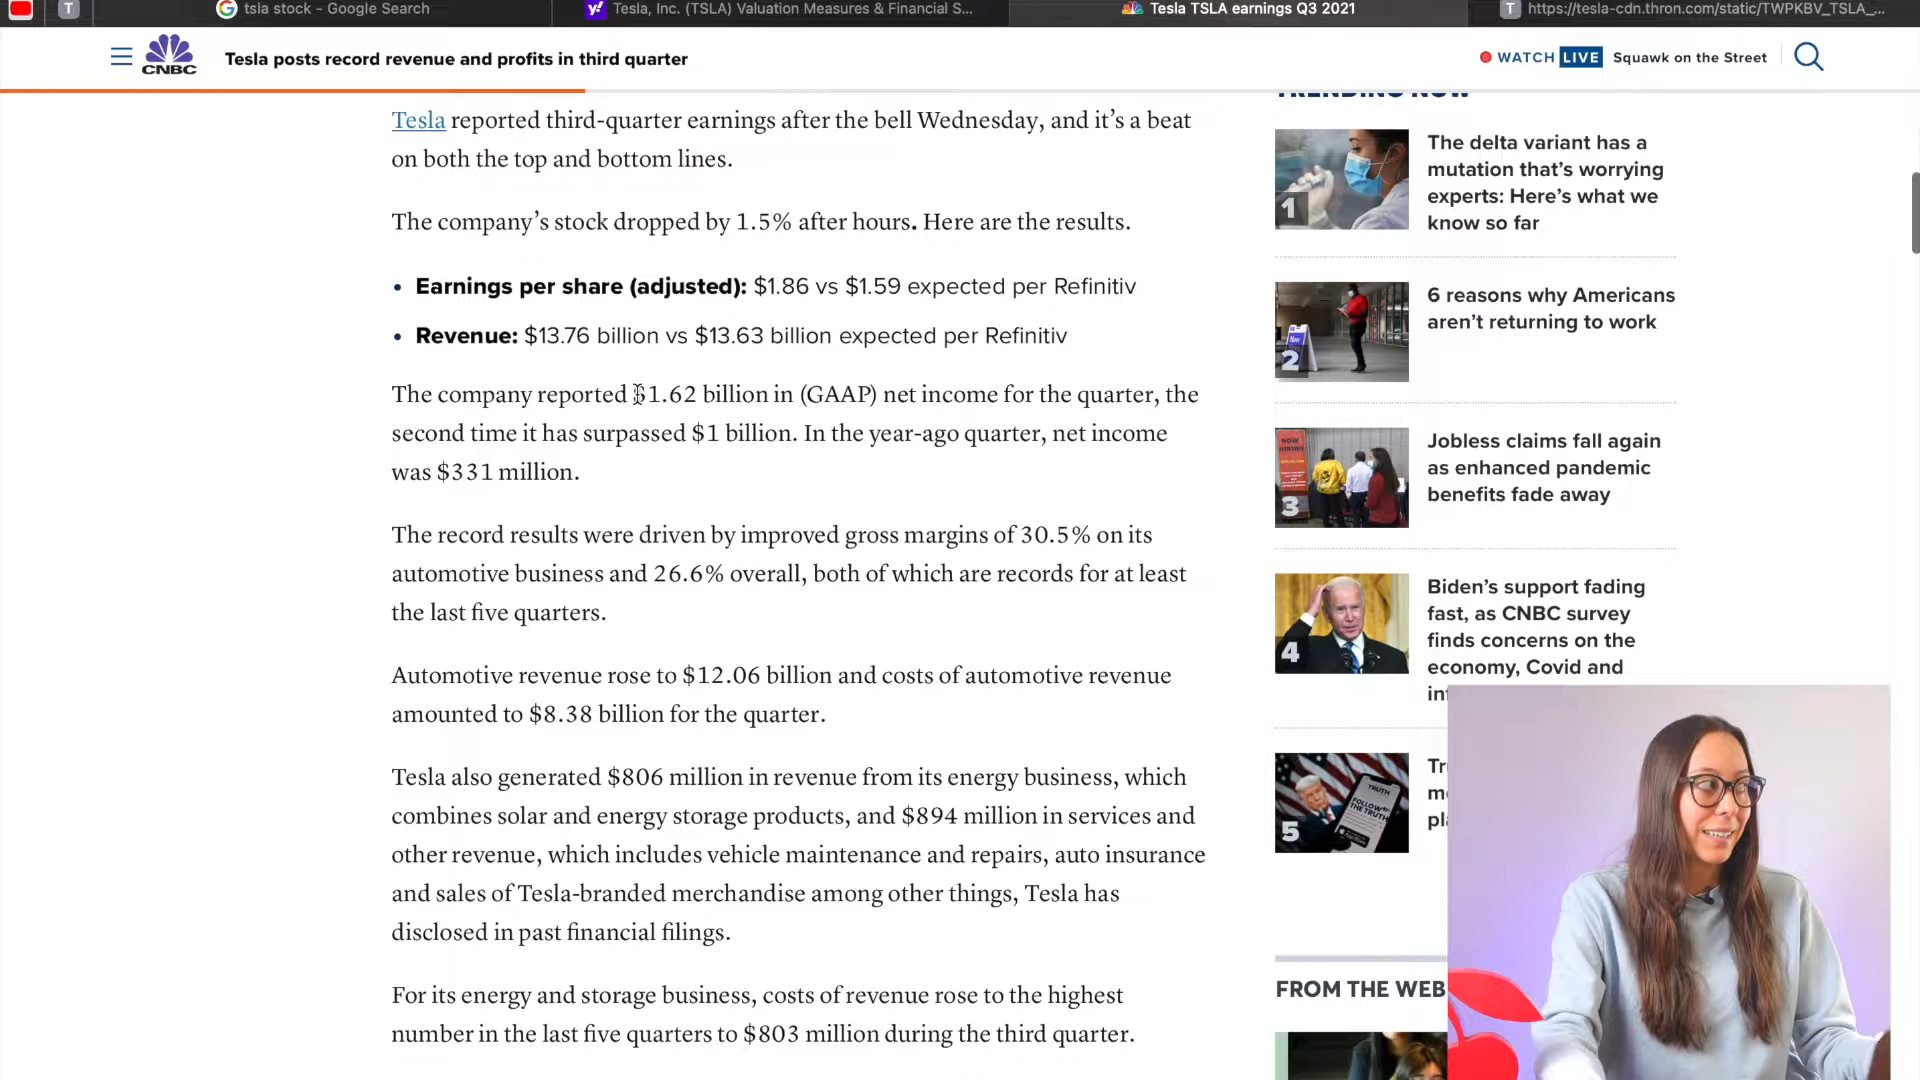 T
tsla stock - Google Search
Tesla, Inc. (TSLA) Valuation Measures & Financial S...
Tesla TSLA earnings Q3 2021
T
https://tesla-cdn.thron.com/static/TWPKBV_TSLA_...
CNBC
Tesla posts record revenue and profits in third quarter
WATCH LIVE Squawk on the Street
Tesla reported third-quarter earnings after the bell Wednesday, and it’s a beat
on both the top and bottom lines.
The company’s stock dropped by 1.5% after hours. Here are the results.
• Earnings per share (adjusted): $1.86 vs $1.59 expected per Refinitiv
• Revenue: $13.76 billion vs $13.63 billion expected per Refinitiv
The company reported $1.62 billion in (GAAP) net income for the quarter, the
second time it has surpassed $1 billion. In the year-ago quarter, net income
was $331 million.
The record results were driven by improved gross margins of 30.5% on its
automotive business and 26.6% overall, both of which are records for at least
the last five quarters.
Automotive revenue rose to $12.06 billion and costs of automotive revenue
amounted to $8.38 billion for the quarter.
Tesla also generated $806 million in revenue from its energy business, which
combines solar and energy storage products, and $894 million in services and
other revenue, which includes vehicle maintenance and repairs, auto insurance
and sales of Tesla-branded merchandise among other things, Tesla has
disclosed in past financial filings.
For its energy and storage business, costs of revenue rose to the highest
number in the last five quarters to $803 million during the third quarter.
TRENDING NOW
1
The delta variant has a
mutation that’s worrying
experts: Here’s what we
know so far
2
6 reasons why Americans
aren’t returning to work
NOW
HIRING
3
Jobless claims fall again
as enhanced pandemic
benefits fade away
4
Biden’s support fading
fast, as CNBC survey
finds concerns on the
economy, Covid and
in
TRUTH
FOLLOW
THE TRUTH
5
Tr
m
pl
FROM THE WEB